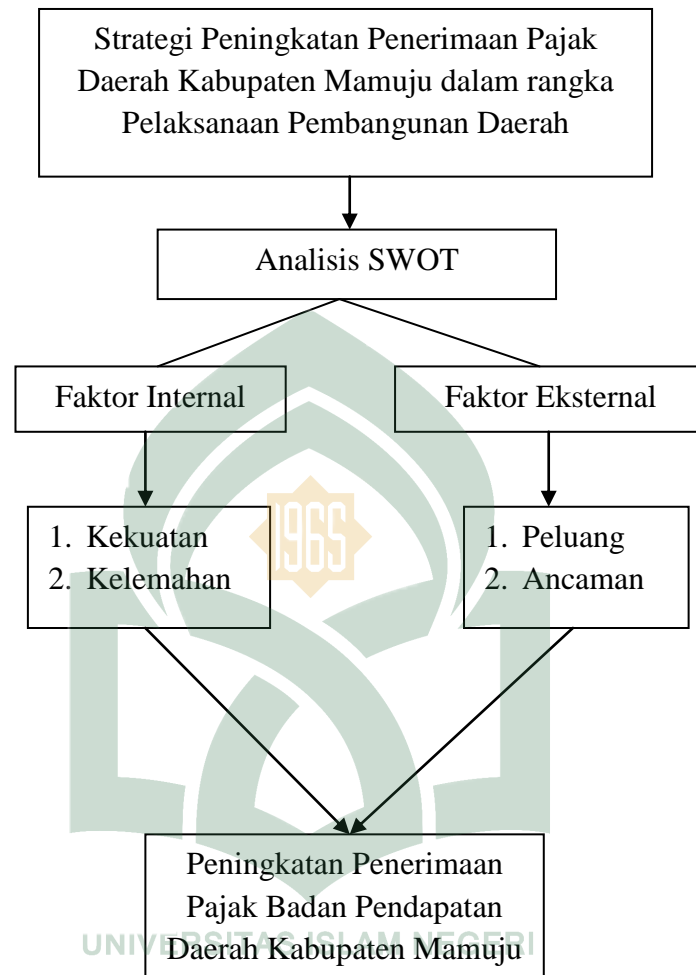 Strategi Peningkatan Penerimaan Pajak
Daerah Kabupaten Mamuju dalam rangka
Pelaksanaan Pembangunan Daerah
Analisis SWOT
Faktor Internal
Faktor Eksternal
1. Kekuatan
2. Kelemahan
1. Peluang
2. Ancaman
1965
Peningkatan Penerimaan
Pajak Badan Pendapatan
Daerah Kabupaten Mamuju
UNIVERSITAS ISLAM NEGERI